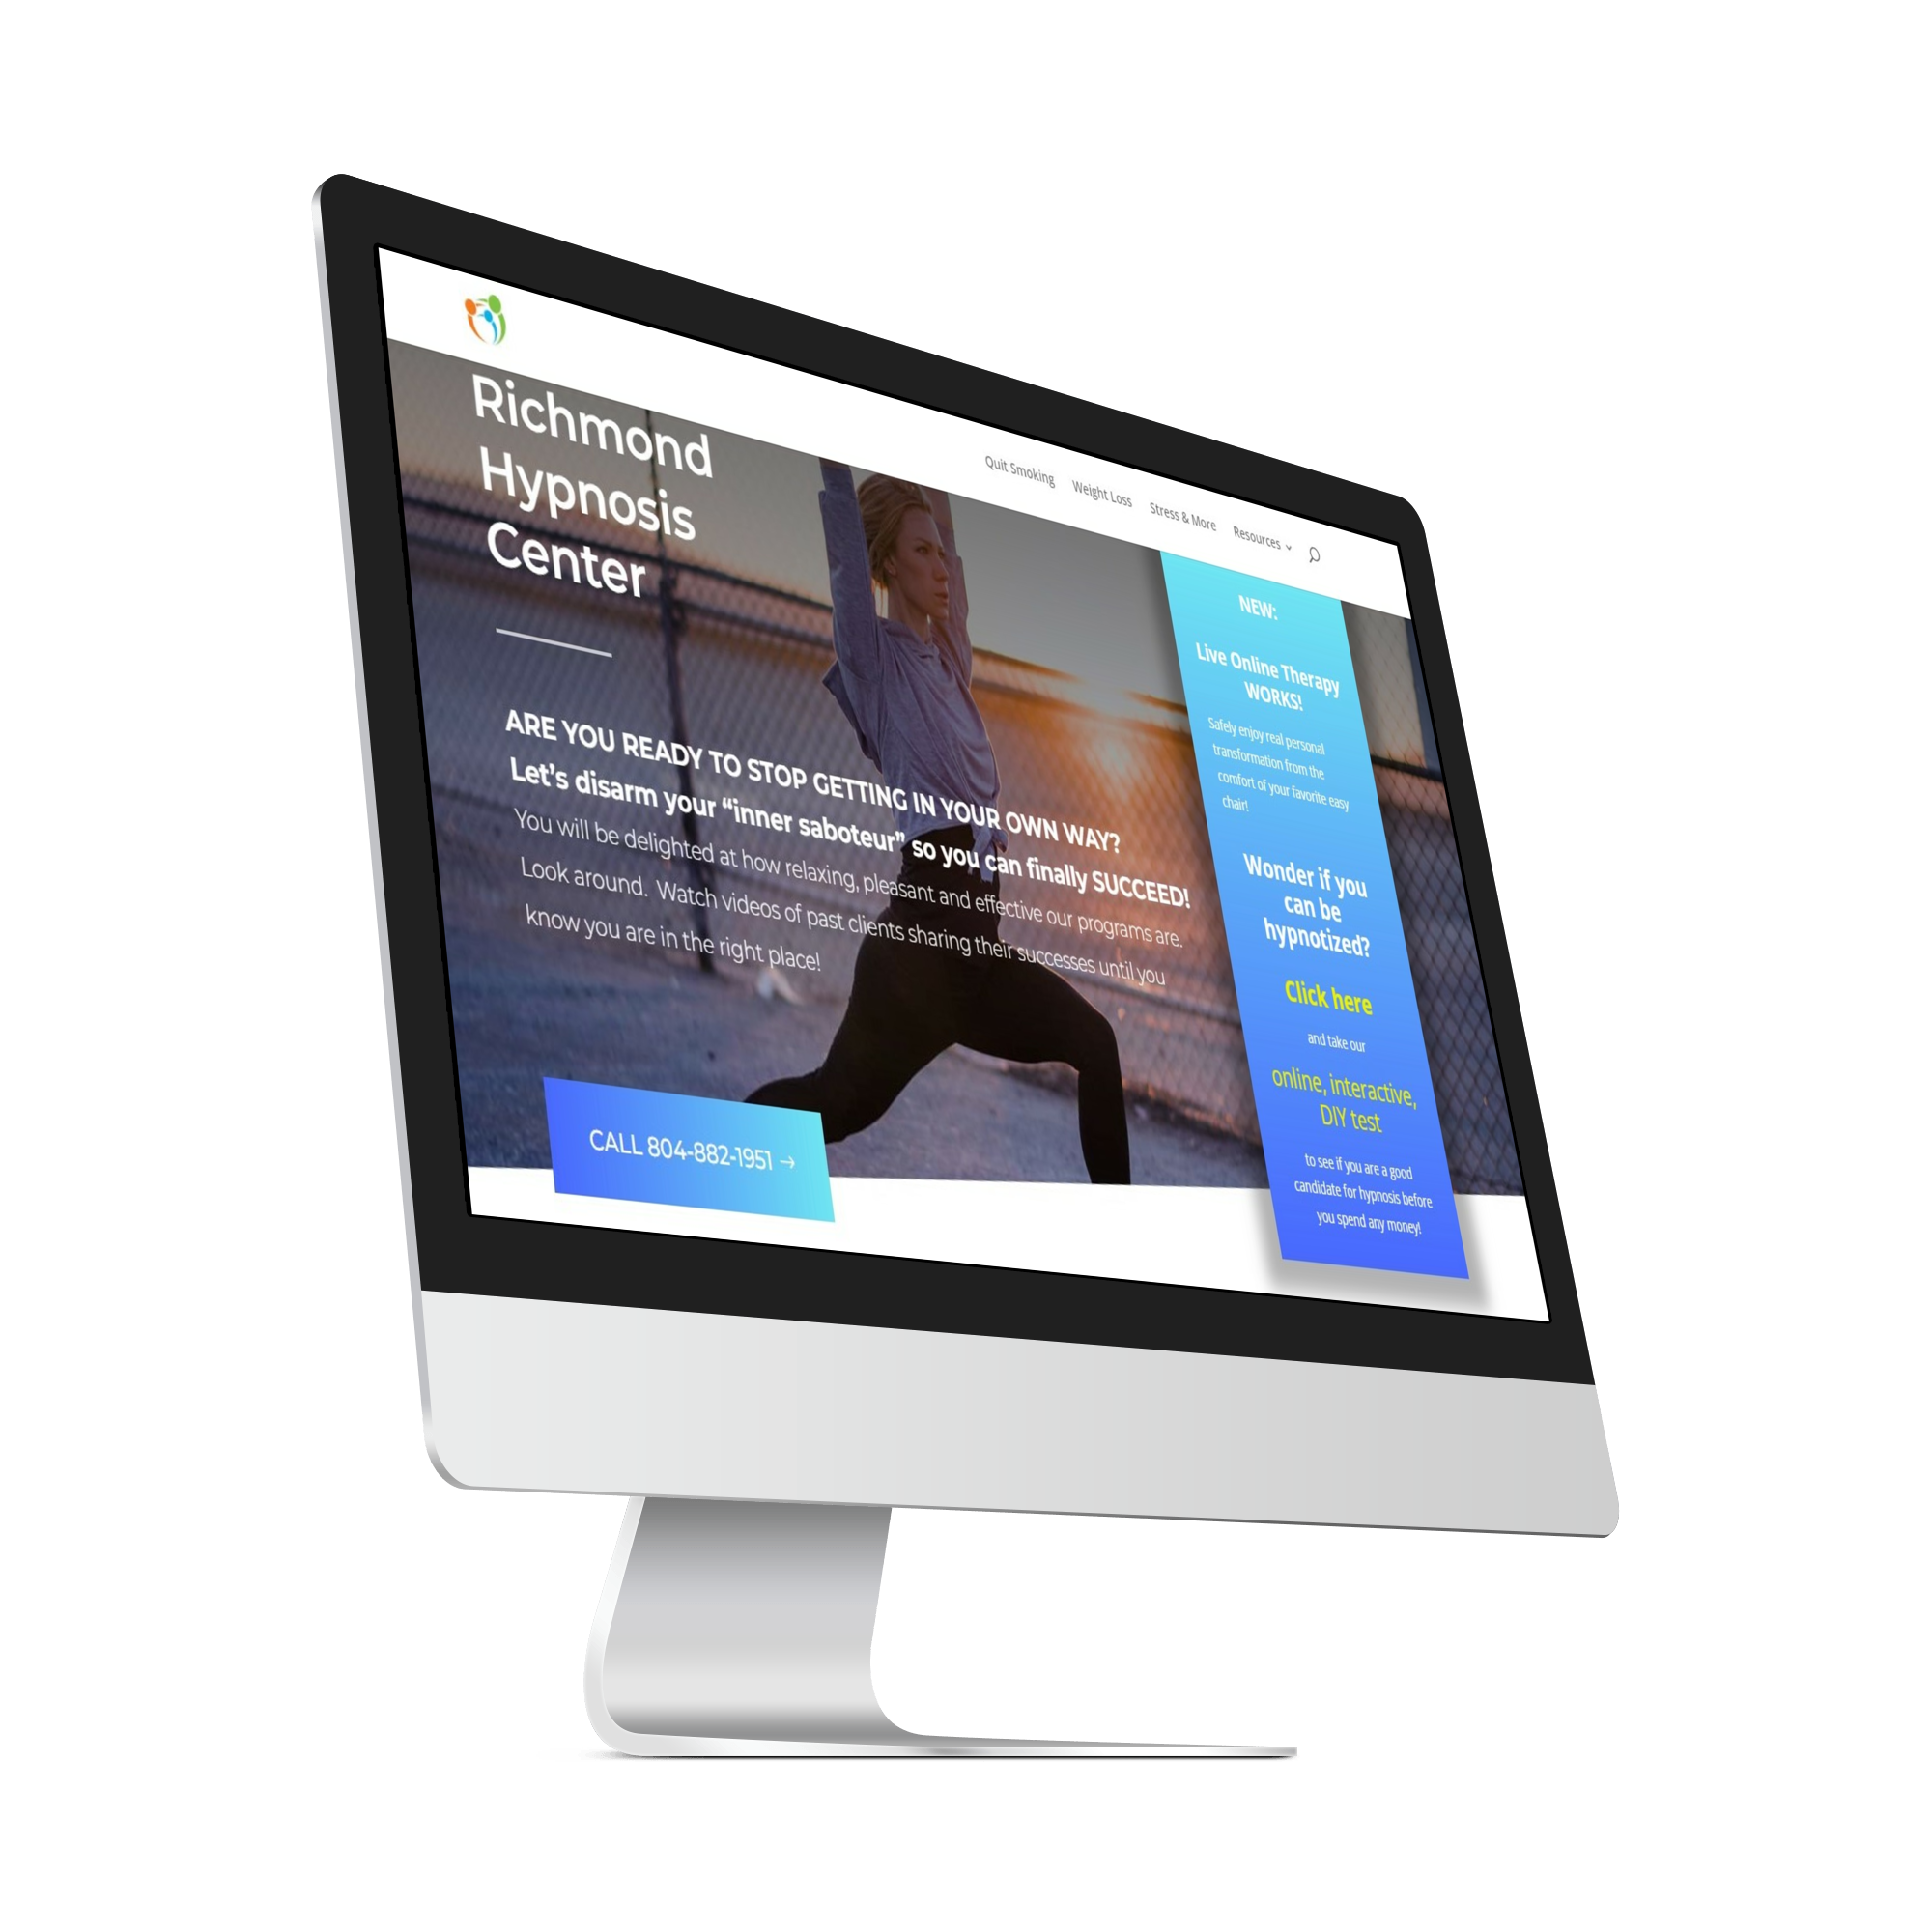 Quit Smoking Weight Loss Stress & More Resources
Richmond
Hypnosis
Center
ARE YOU READY TO STOP GETTING IN YOUR OWN WAY?
Let’s disarm your “inner saboteur” so you can finally SUCCEED!
You will be delighted at how relaxing, pleasant and effective our programs are.
Look around. Watch videos of past clients sharing their successes until you
know you are in the right place!
CALL 804-882-1951 →
NEW:
Live Online Therapy
WORKS!
Safely enjoy real personal
transformation from the
comfort of your favorite easy
chair!
Wonder if you
can be
hypnotized?
Click here
and take our
online, interactive,
DIY test
to see if you are a good
candidate for hypnosis before
you spend any money!